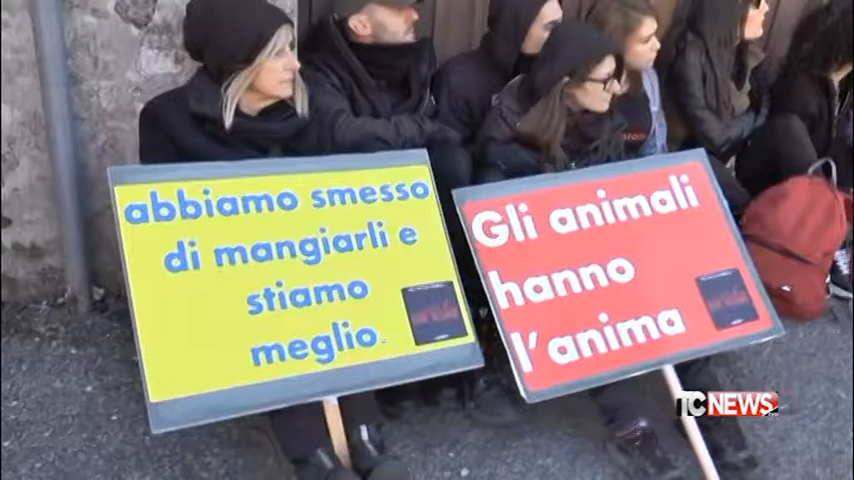 abbiamo smesso
di mangiarli e
stiamo
meglio.
Gli animali
hanno
l'anima
TCNEWS